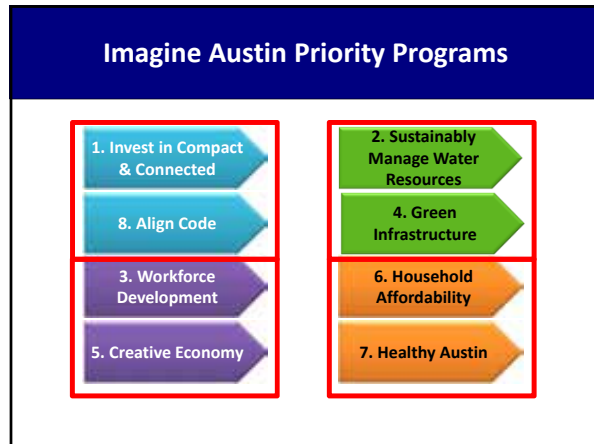 Imagine Austin Priority Programs
1. Invest in Compact
& Connected
8. Align Code
2. Sustainably
Manage Water
Resources
4. Green
Infrastructure
3. Workforce
Development
5. Creative Economy
6. Household
Affordability
7. Healthy Austin